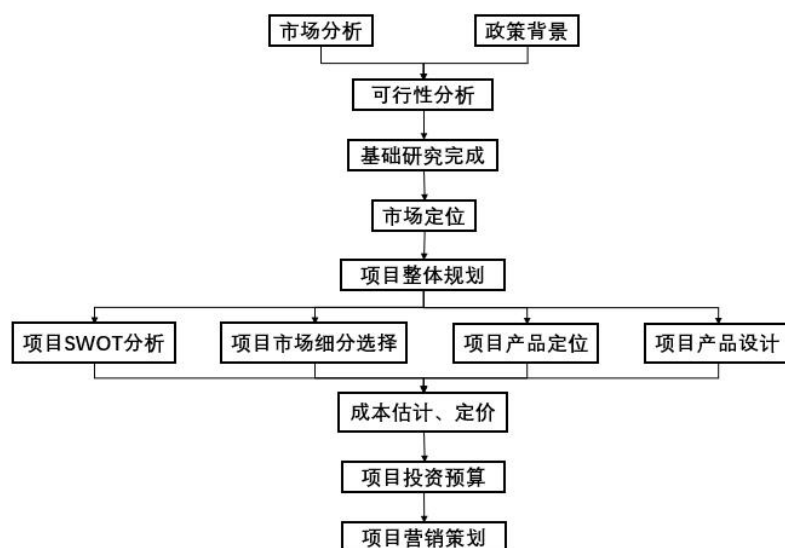 市场分析
政策背景
可行性分析
基础研究完成
市场定位
项目整体规划
项目SWOT分析
项目市场细分选择
项目产品定位
项目产品设计
成本估计、定价
项目投资预算
项目营销策划